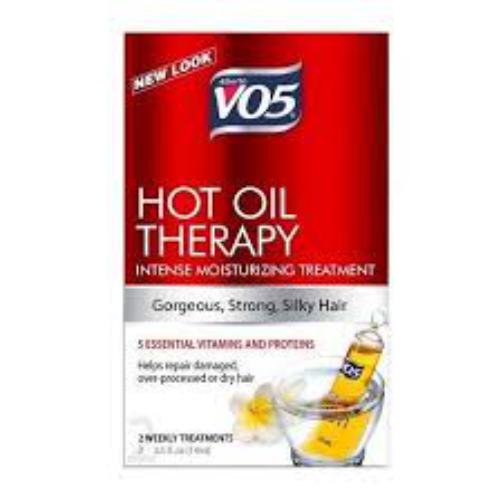 NEW LOOK
Alberto
VO5
HOT OIL
THERAPY
INTENSE MOISTURIZING TREATMENT
Gorgeous, Strong, Silky Hair
5 ESSENTIAL VITAMINS AND PROTEINS
Helps repair damaged,
over-processed or dry hair
VO5
2 WEEKLY TREATMENTS